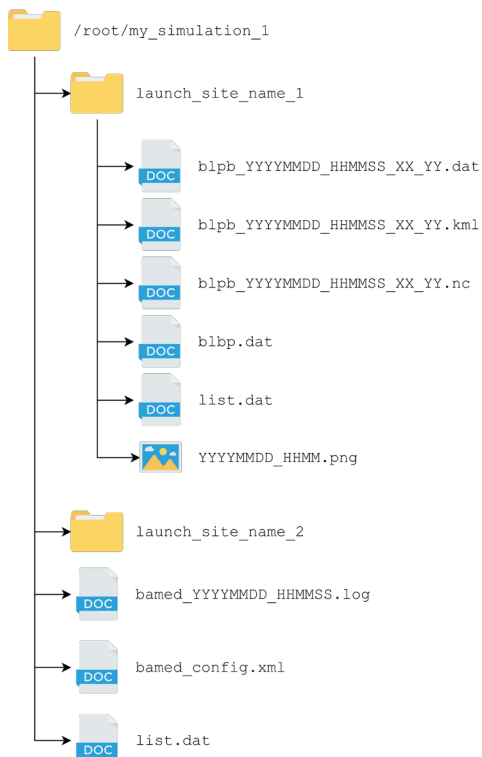 /root/my_simulation_1
launch_site_name_1
DOC blpb_YYYYMMDD_HHMMSS_XX_YY.dat
DOC blpb_YYYYMMDD_HHMMSS_XX_YY.kml
DOC blpb_YYYYMMDD_HHMMSS_XX_YY.nc
DOC blbp.dat
DOC list.dat
YYYYMMDD_HHMM.png
launch_site_name_2
DOC bamed_YYYYMMDD_HHMMSS.log
DOC bamed_config.xml
DOC list.dat